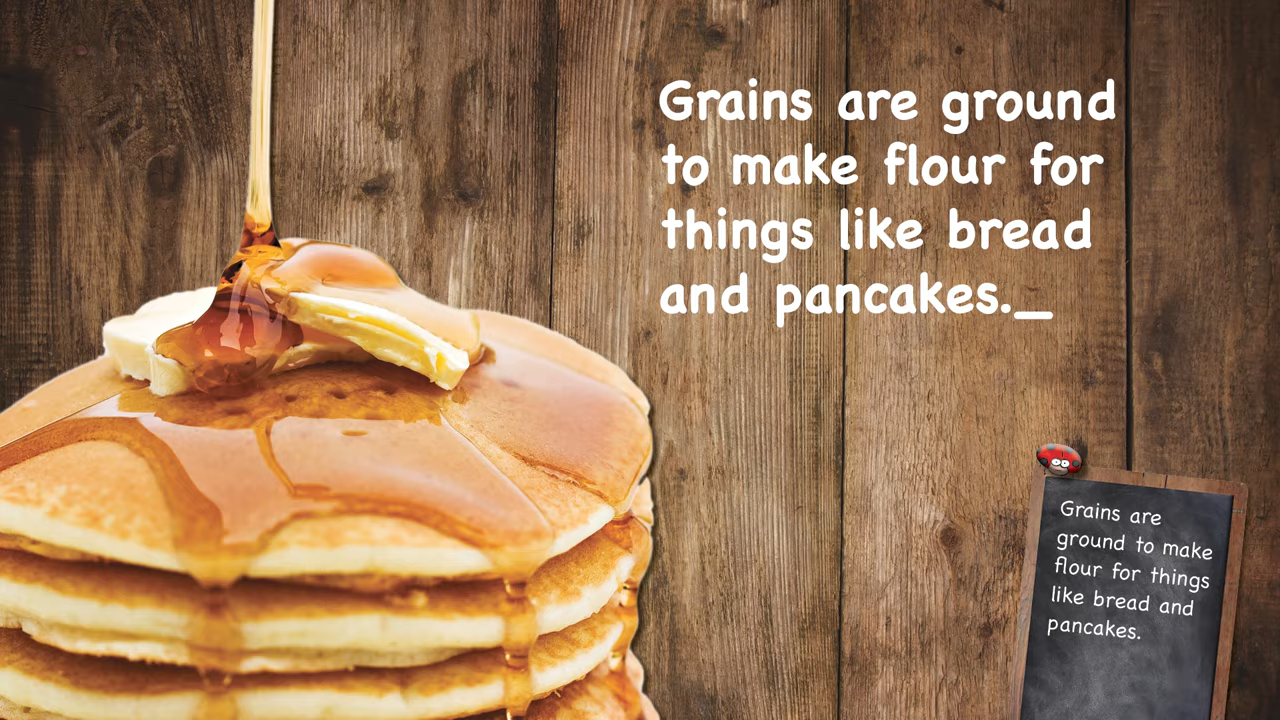 Grains are ground
to make flour for
things like bread
and pancakes._
Grains are
ground to make
flour for things
like bread and
pancakes.